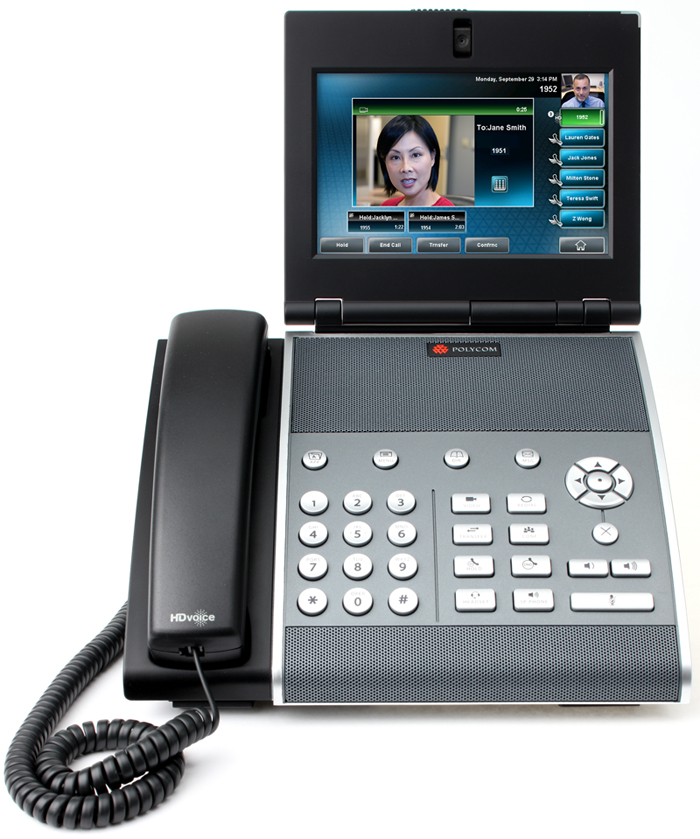 Monday, September 29 3:14 PM
1952
0:26
1952
To:Jane Smith
Lauren Gates
1951
Jack Jones
Milton Stone
Teresa Swift
Hold:Jacklyn... Hold:James S...
1955 1:22 1954 2:03
Z Weng
Hold End Call Trnsfer Confrnc
POLYCOM
1 2 3
4 5 6
7 8 9
* 0 #
HDvoice